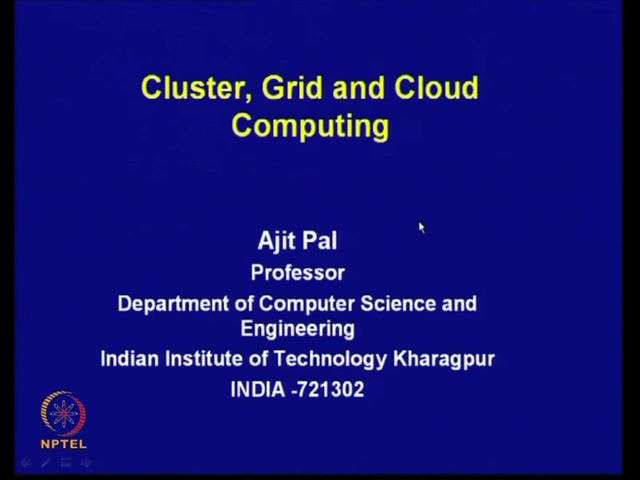 Cluster, Grid and Cloud
Computing
Ajit Pal
Professor
Department of Computer Science and
Engineering
Indian Institute of Technology Kharagpur
INDIA -721302
NPTEL